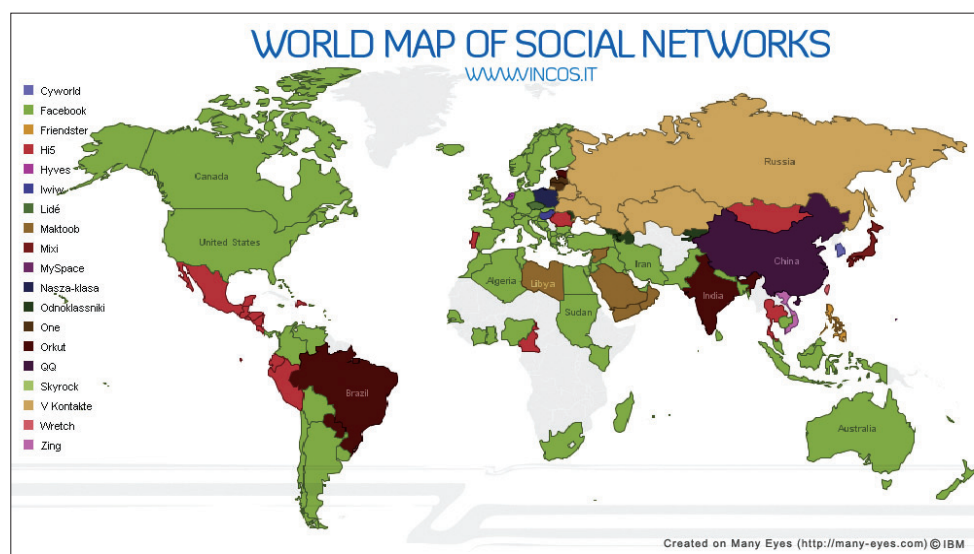 WORLD MAP OF SOCIAL NETWORKS
WWW.VINCOS.IT
Cyworld
Facebook
Friendster
Hi5
Hyves
Iwiw
Lidé
Maktoob
Mixi
MySpace
Nasza-klasa
Odnoklassniki
One
Orkut
QQ
Skyrock
V Kontakte
Wretch
Zing
Canada
United States
Brazil
Algeria
Libya
Sudan
Iran
Russia
China
India
Australia
Created on Many Eyes (http://many-eyes.com) © IBM